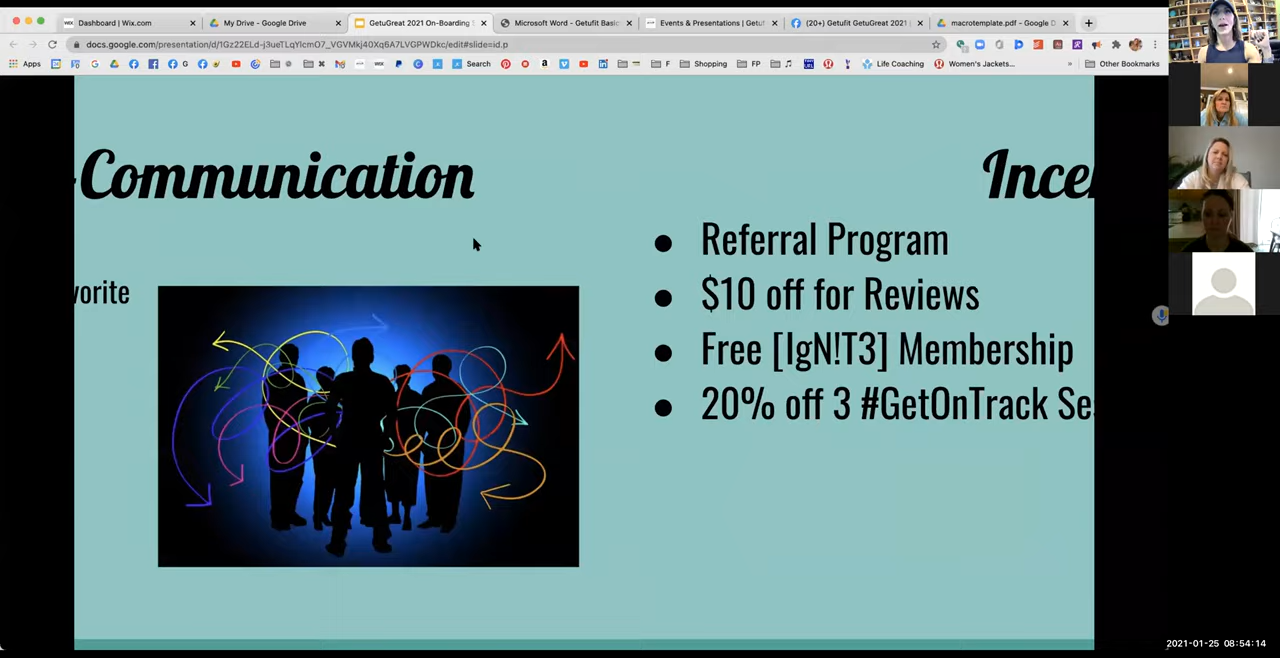 Dashboard | Wix.com
My Drive - Google Drive
GetuGreat 2021 On-Boarding S
Microsoft Word - Getufit Basic
Events & Presentations | Getuf
(20+) Getufit GetuGreat 2021
macrotemplate.pdf - Google D
docs.google.com/presentation/d/1Gz22ELd-j3ueTLqYlcmO7_VGVMkj40Xq6A7LVGPWDkc/edit#slide=id.p
Apps
G
Search
F
Shopping
FP
Life Coaching
Women's Jackets...
Other Bookmarks
-Communication
vorite
Ince
● Referral Program
● $10 off for Reviews
● Free [IgN!T3] Membership
● 20% off 3 #GetOnTrack Se
2021-01-25 08:54:14